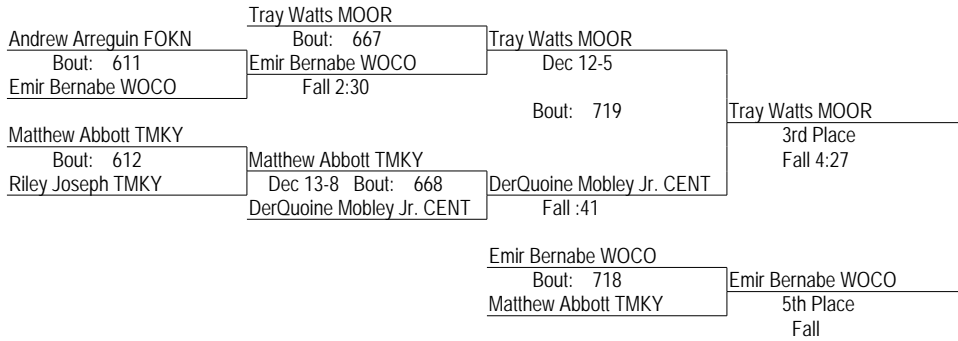 Tray Watts MOOR
Andrew Arreguin FOKN
Bout: 667
Tray Watts MOOR
Bout: 611
Emir Bernabe WOCO
Dec 12-5
Emir Bernabe WOCO
Fall 2:30
Bout: 719
Tray Watts MOOR
Matthew Abbott TMKY
3rd Place
Bout: 612
Matthew Abbott TMKY
Fall 4:27
Riley Joseph TMKY
Dec 13-8 Bout: 668
DerQuoine Mobley Jr. CENT
DerQuoine Mobley Jr. CENT
Fall :41
Emir Bernabe WOCO
Bout: 718
Emir Bernabe WOCO
Matthew Abbott TMKY
5th Place
Fall